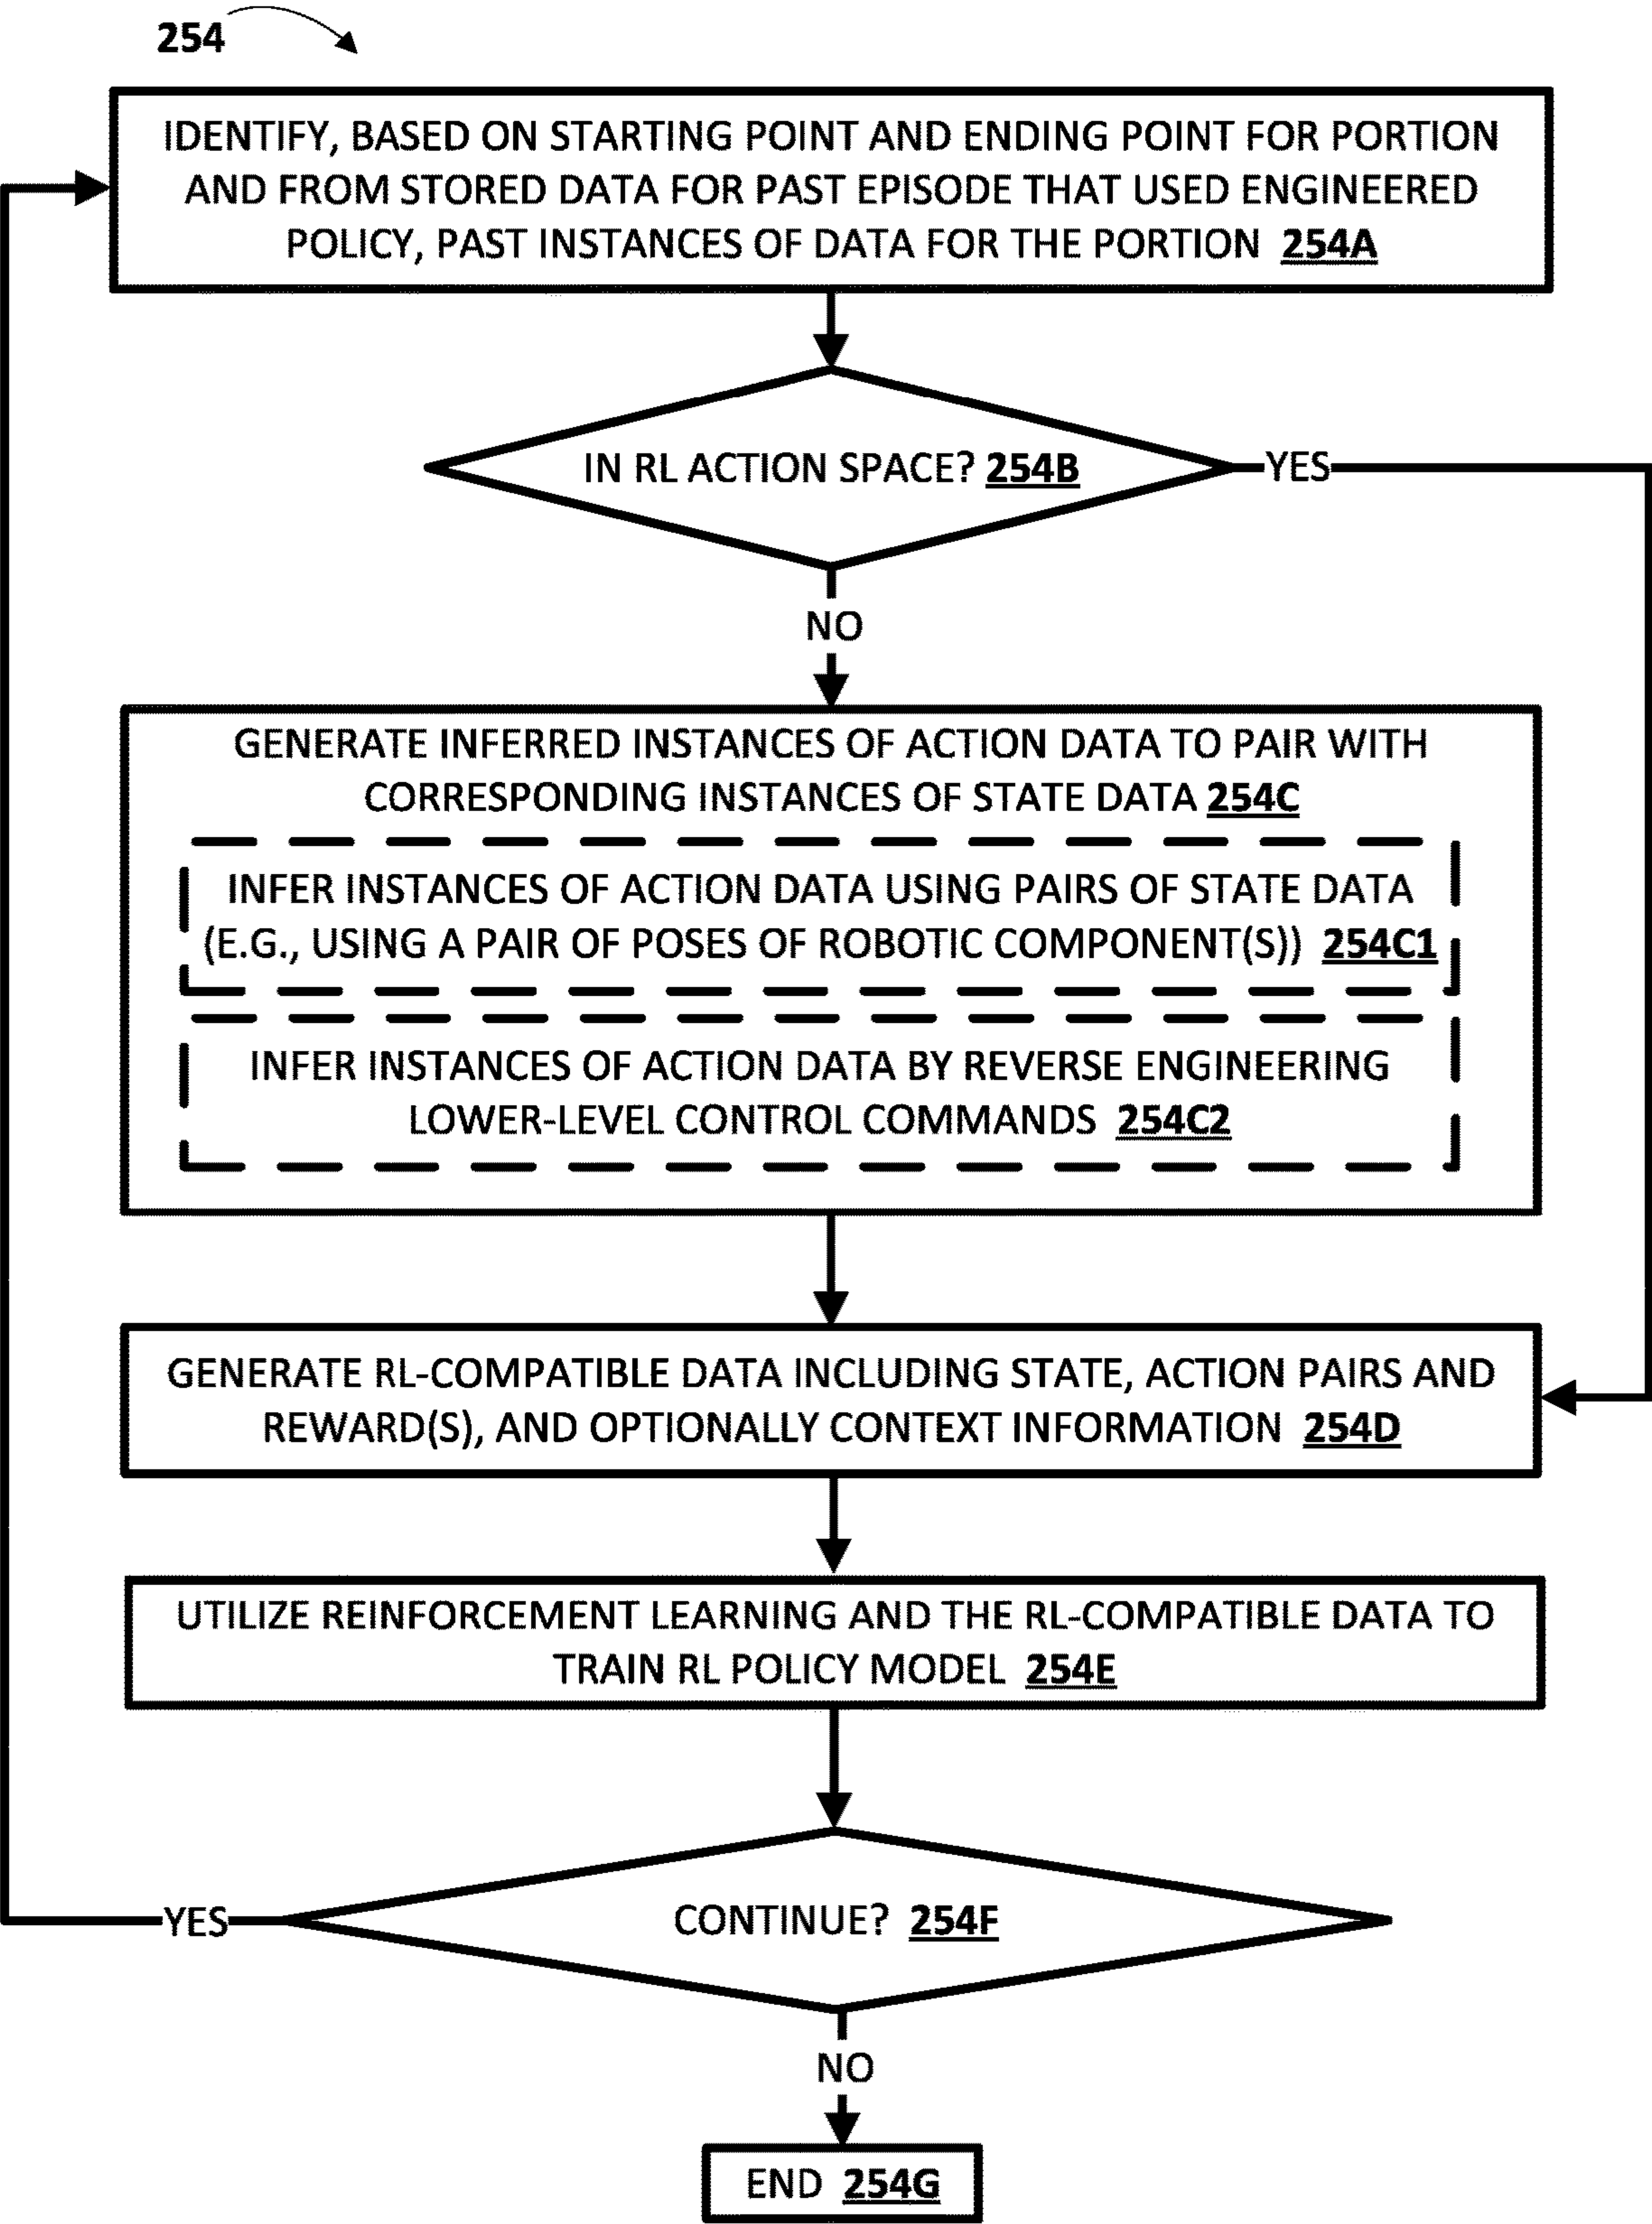 254
IDENTIFY, BASED ON STARTING POINT AND ENDING POINT FOR PORTION
AND FROM STORED DATA FOR PAST EPISODE THAT USED ENGINEERED
POLICY, PAST INSTANCES OF DATA FOR THE PORTION 254A
IN RL ACTION SPACE? 254B
YES
NO
GENERATE INFERRED INSTANCES OF ACTION DATA TO PAIR WITH
CORRESPONDING INSTANCES OF STATE DATA 254C
INFER INSTANCES OF ACTION DATA USING PAIRS OF STATE DATA
(E.G., USING A PAIR OF POSES OF ROBOTIC COMPONENT(S)) 254C1
INFER INSTANCES OF ACTION DATA BY REVERSE ENGINEERING
LOWER-LEVEL CONTROL COMMANDS 254C2
GENERATE RL-COMPATIBLE DATA INCLUDING STATE, ACTION PAIRS AND
REWARD(S), AND OPTIONALLY CONTEXT INFORMATION 254D
UTILIZE REINFORCEMENT LEARNING AND THE RL-COMPATIBLE DATA TO
TRAIN RL POLICY MODEL 254E
YES
CONTINUE? 254F
NO
END 254G